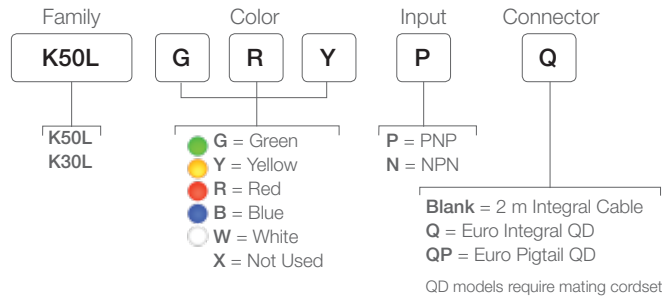 Family Color Input Connector
K50L G R Y P Q
K50L
K30L
G = Green
Y = Yellow
R = Red
B = Blue
W = White
X = Not Used
P = PNP
N = NPN
Blank = 2 m Integral Cable
Q = Euro Integral QD
QP = Euro Pigtail QD
QD models require mating cordset